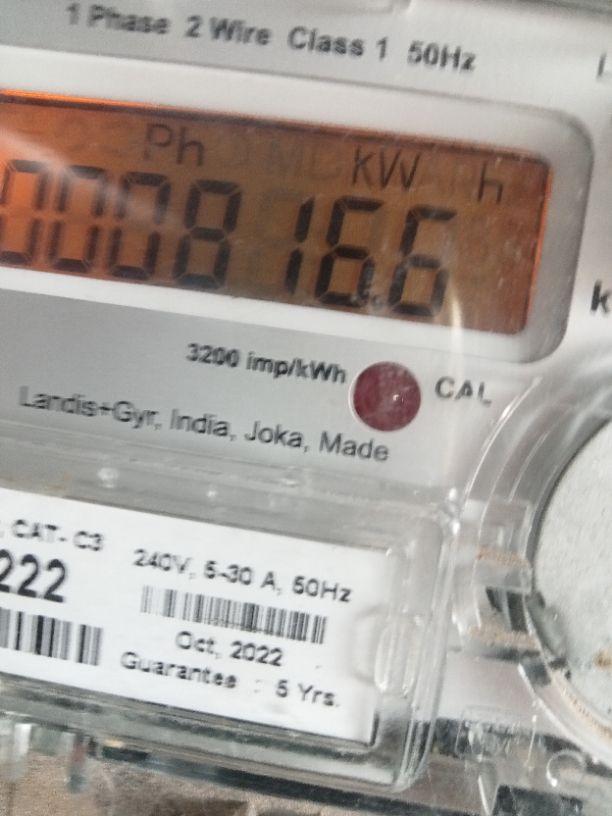 1 Phase 2 Wire Class 1 50Hz
Ph kW h
0008 16.6
3200 imp/kWh CAL
Landis+Gyr, India, Joka, Made
CAT- C3
222
240V, 5-30 A, 50Hz
Oct, 2022
Guarantee : 5 Yrs.